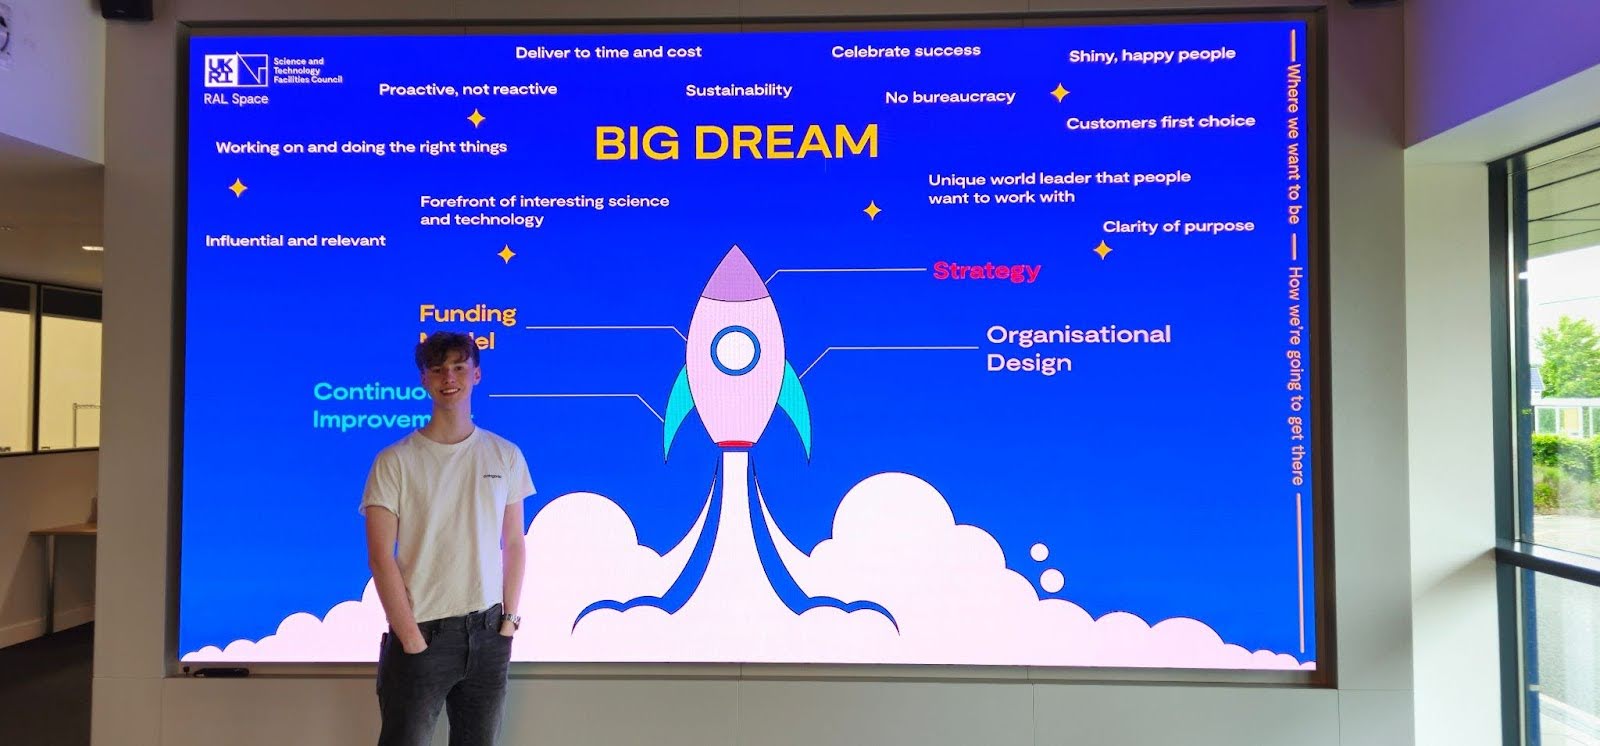 UK
RI
Science and
Technology
Facilities Council
RAL Space
Deliver to time and cost
Celebrate success
Shiny, happy people
Proactive, not reactive
Sustainability
No bureaucracy
Customers first choice
BIG DREAM
Working on and doing the right things
Unique world leader that people
want to work with
Forefront of interesting science
and technology
Clarity of purpose
Influential and relevant
Strategy
Funding
Organisational
Design
Improvem
Where we want to be
How we're going to get there